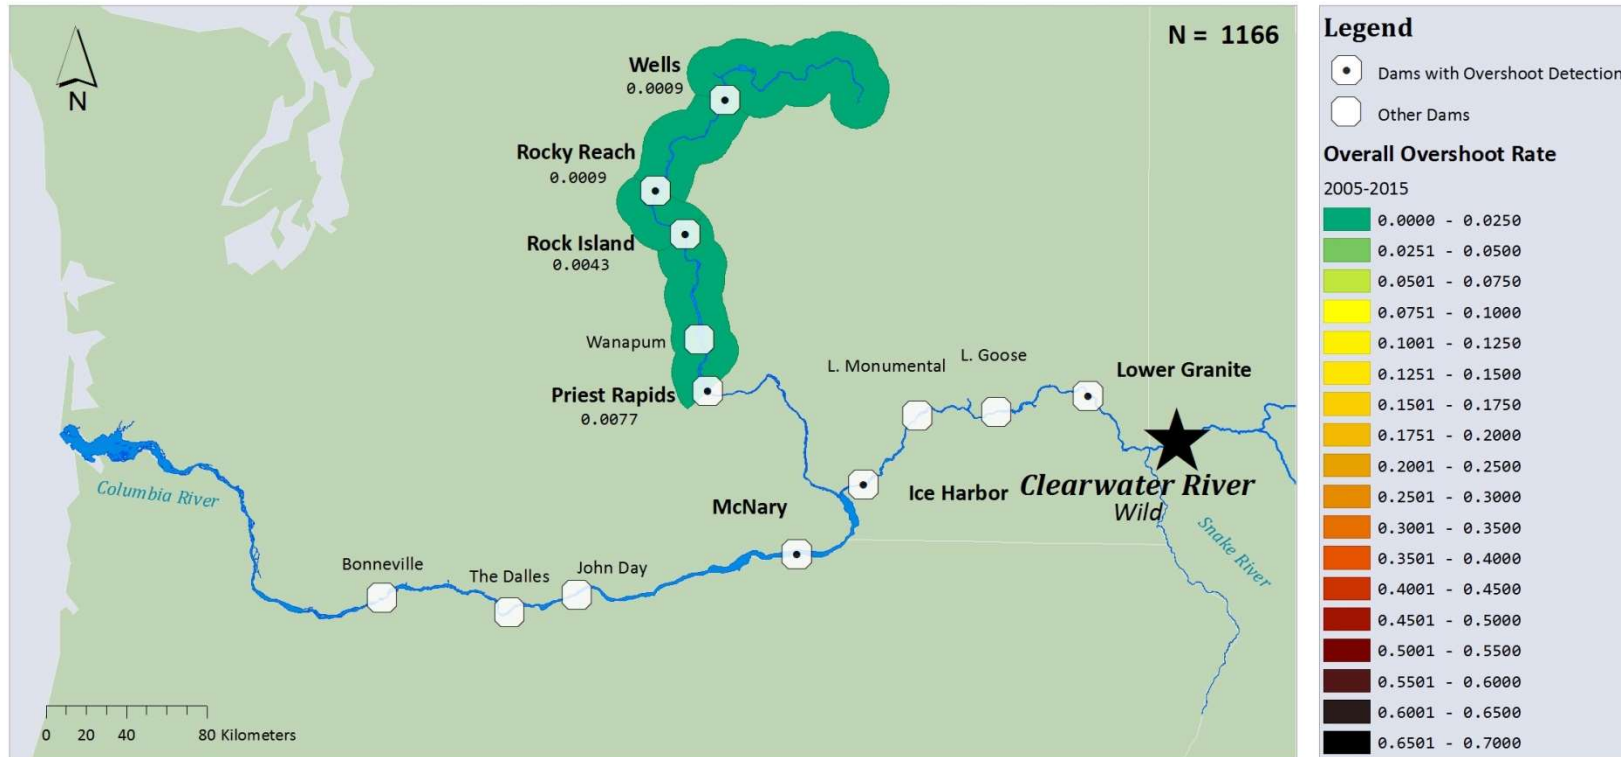 N = 1166
N
Wells
0.0009
Rocky Reach
0.0009
Rock Island
0.0043
Wanapum
Priest Rapids
0.0077
L. Monumental
L. Goose
Lower Granite
Ice Harbor
Clearwater River
Wild
McNary
Columbia River
Snake River
Bonneville
The Dalles
John Day
0 20 40 80 Kilometers
Legend
Dams with Overshoot Detection
Other Dams
Overall Overshoot Rate
2005-2015
0.0000 - 0.0250
0.0251 - 0.0500
0.0501 - 0.0750
0.0751 - 0.1000
0.1001 - 0.1250
0.1251 - 0.1500
0.1501 - 0.1750
0.1751 - 0.2000
0.2001 - 0.2500
0.2501 - 0.3000
0.3001 - 0.3500
0.3501 - 0.4000
0.4001 - 0.4500
0.4501 - 0.5000
0.5001 - 0.5500
0.5501 - 0.6000
0.6001 - 0.6500
0.6501 - 0.7000